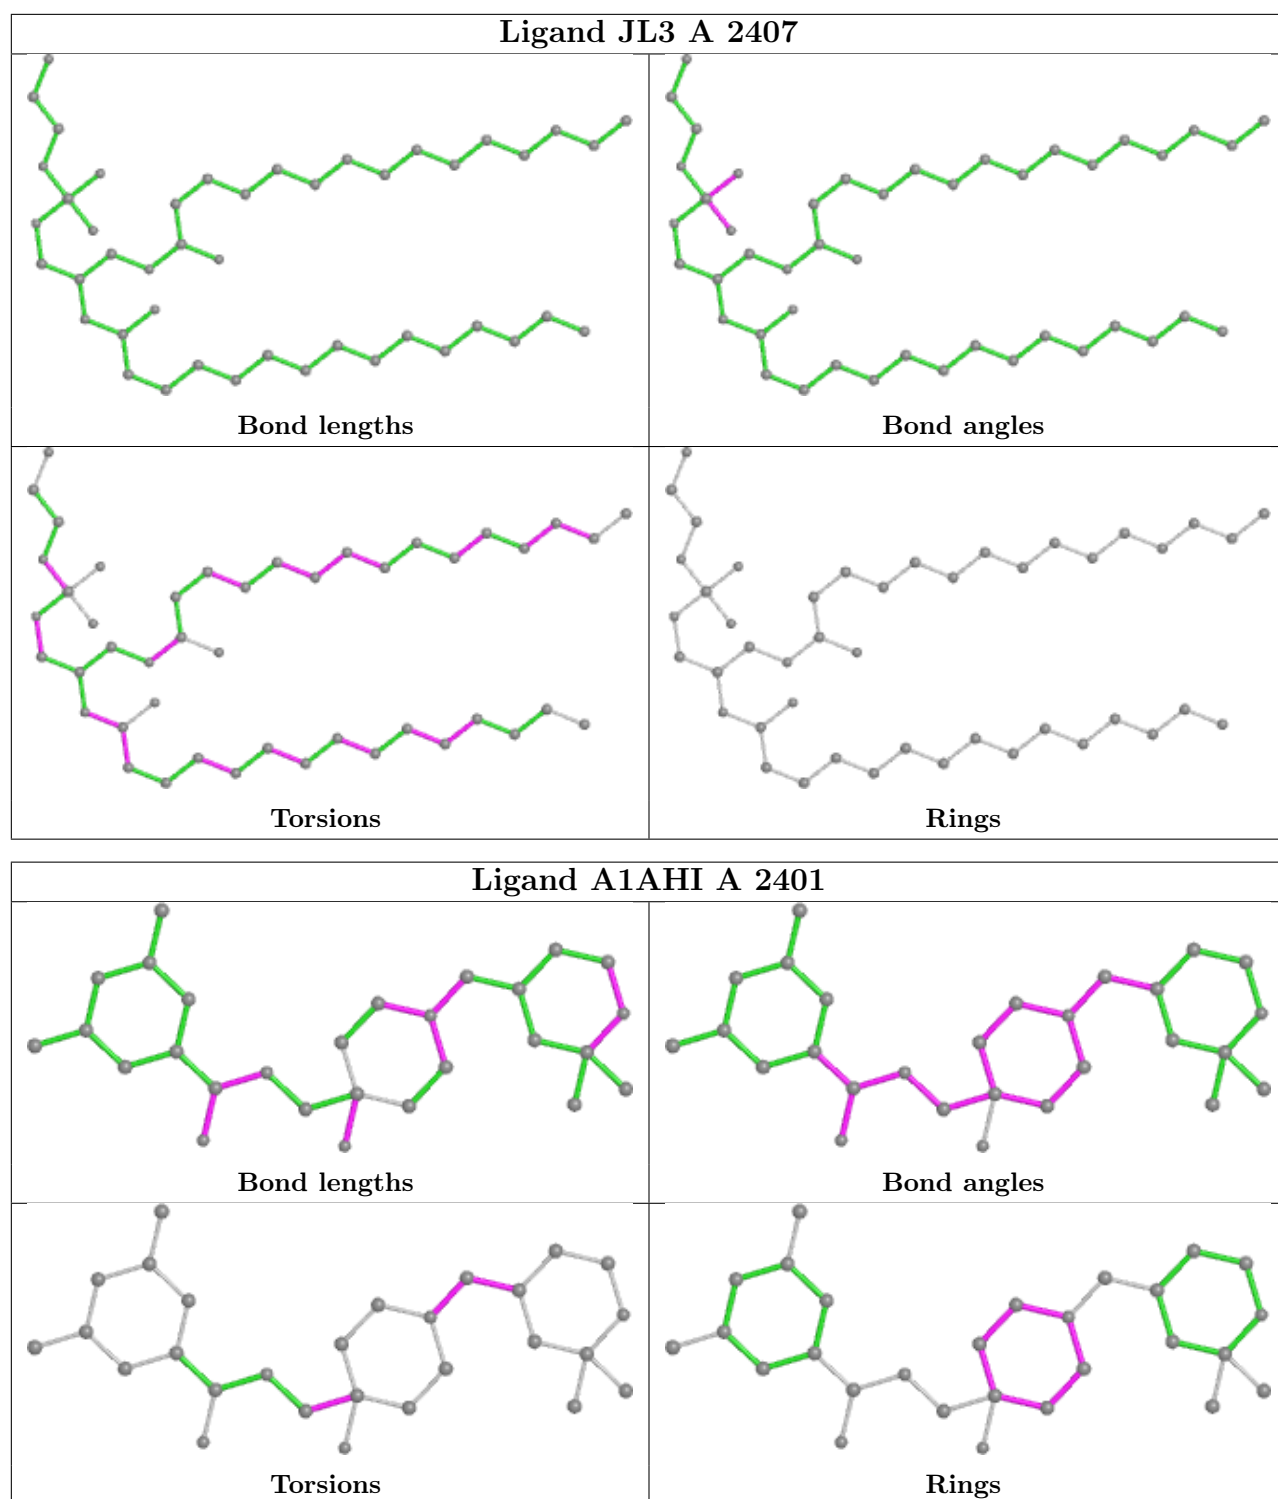 Ligand JL3 A 2407
Bond lengths
Bond angles
Torsions
Rings
Ligand A1AHI A 2401
Bond lengths
Bond angles
Torsions
Rings